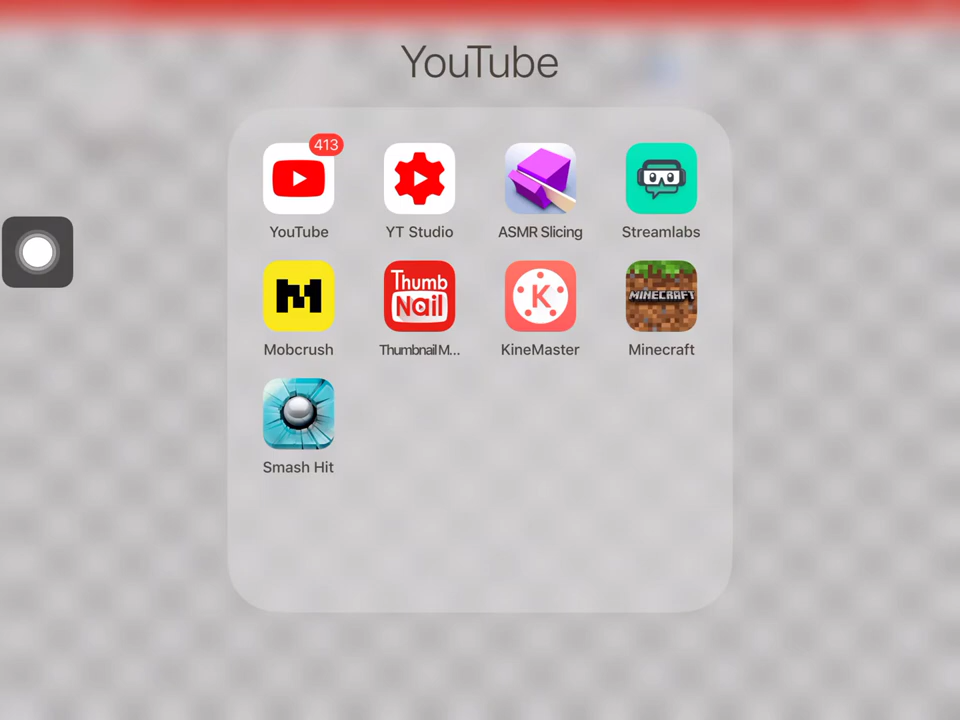 YouTube
413
YouTube
YT Studio
ASMR Slicing
Streamlabs
Thumb
Nail
K
MINECRAFT
Mobcrush
ThumbnailM...
KineMaster
Minecraft
Smash Hit